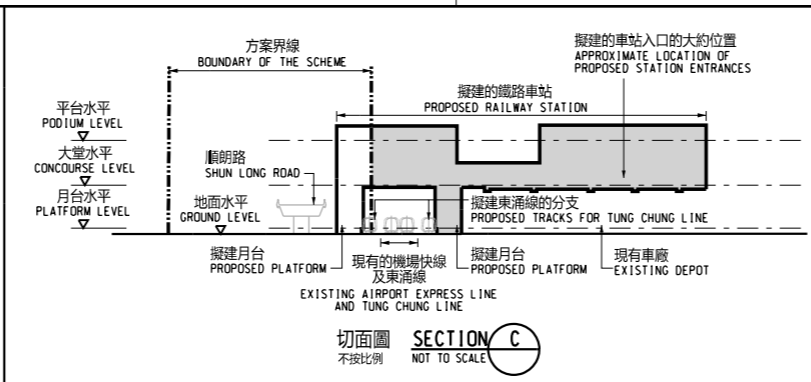 方案界線
BOUNDARY OF THE SCHEME
擬建的車站入口的大約位置
APPROXIMATE LOCATION OF
PROPOSED STATION ENTRANCES
擬建的鐵路車站
PROPOSED RAILWAY STATION
平台水平
PODIUM LEVEL
大堂水平
CONCOURSE LEVEL
月台水平
PLATFORM LEVEL
順朗路
SHUN LONG ROAD
地面水平
GROUND LEVEL
擬建東涌線的分支
PROPOSED TRACKS FOR TUNG CHUNG LINE
擬建月台
PROPOSED PLATFORM
現有的機場快線
及東涌線
EXISTING AIRPORT EXPRESS LINE
AND TUNG CHUNG LINE
擬建月台
PROPOSED PLATFORM
現有車廠
EXISTING DEPOT
切面圖 SECTION C
不按比例 NOT TO SCALE